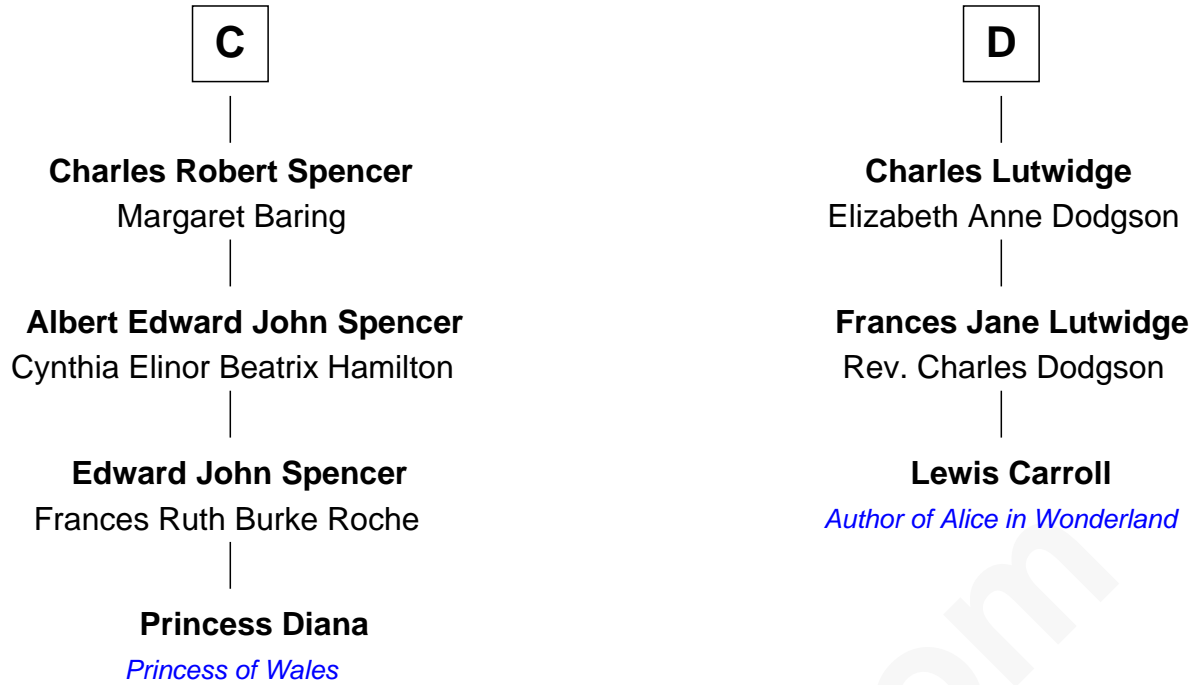 C
Charles Robert Spencer
Margaret Baring
Albert Edward John Spencer
Cynthia Elinor Beatrix Hamilton
Edward John Spencer
Frances Ruth Burke Roche
Princess Diana
Princess of Wales
D
Charles Lutwidge
Elizabeth Anne Dodgson
Frances Jane Lutwidge
Rev. Charles Dodgson
Lewis Carroll
Author of Alice in Wonderland
om